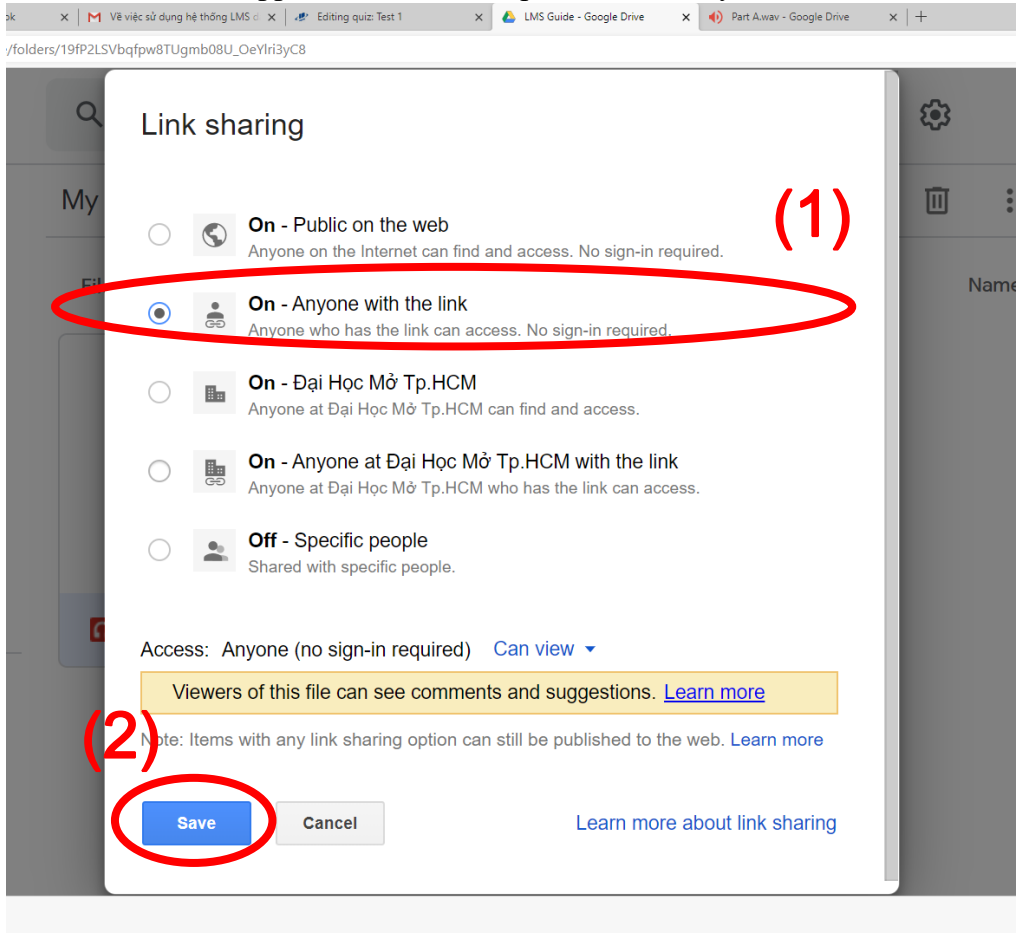 ok
Về việc sử dụng hệ thống LMS c
Editing quiz: Test 1
LMS Guide - Google Drive
Part A.wav - Google Drive
/folders/19fP2LSVbqfpw8TUgmb08U_OeYlri3yC8
Link sharing
My
(1)
On - Public on the web
Anyone on the Internet can find and access. No sign-in required.
Fil
Name
On - Anyone with the link
Anyone who has the link can access. No sign-in required.
On - Đại Học Mở Tp.HCM
Anyone at Đại Học Mở Tp.HCM can find and access.
On - Anyone at Đại Học Mở Tp.HCM with the link
Anyone at Đại Học Mở Tp.HCM who has the link can access.
Off - Specific people
Shared with specific people.
Access: Anyone (no sign-in required) Can view
Viewers of this file can see comments and suggestions. Learn more
(2)
Note: Items with any link sharing option can still be published to the web. Learn more
Save
Cancel
Learn more about link sharing